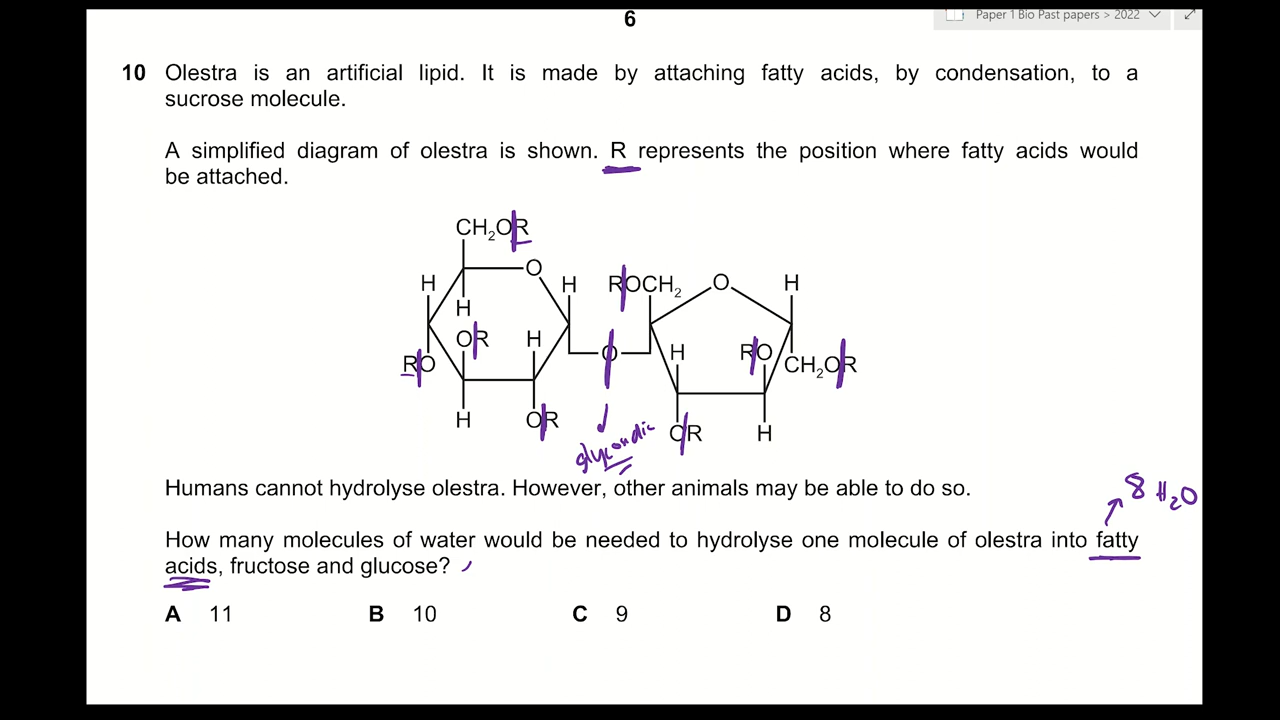 6
Paper 1 Bio Past papers > 2022
10 Olestra is an artificial lipid. It is made by attaching fatty acids, by condensation, to a
sucrose molecule.
A simplified diagram of olestra is shown. R represents the position where fatty acids would
be attached.
CH₂OR
O
H
H
ROCH₂
O
H
H
OR
H
H
RO
RO
O
CH₂OR
H
OR
OR
H
glycosidic
Humans cannot hydrolyse olestra. However, other animals may be able to do so.
8 H₂O
How many molecules of water would be needed to hydrolyse one molecule of olestra into fatty
acids, fructose and glucose?
A 11 B 10 C 9 D 8